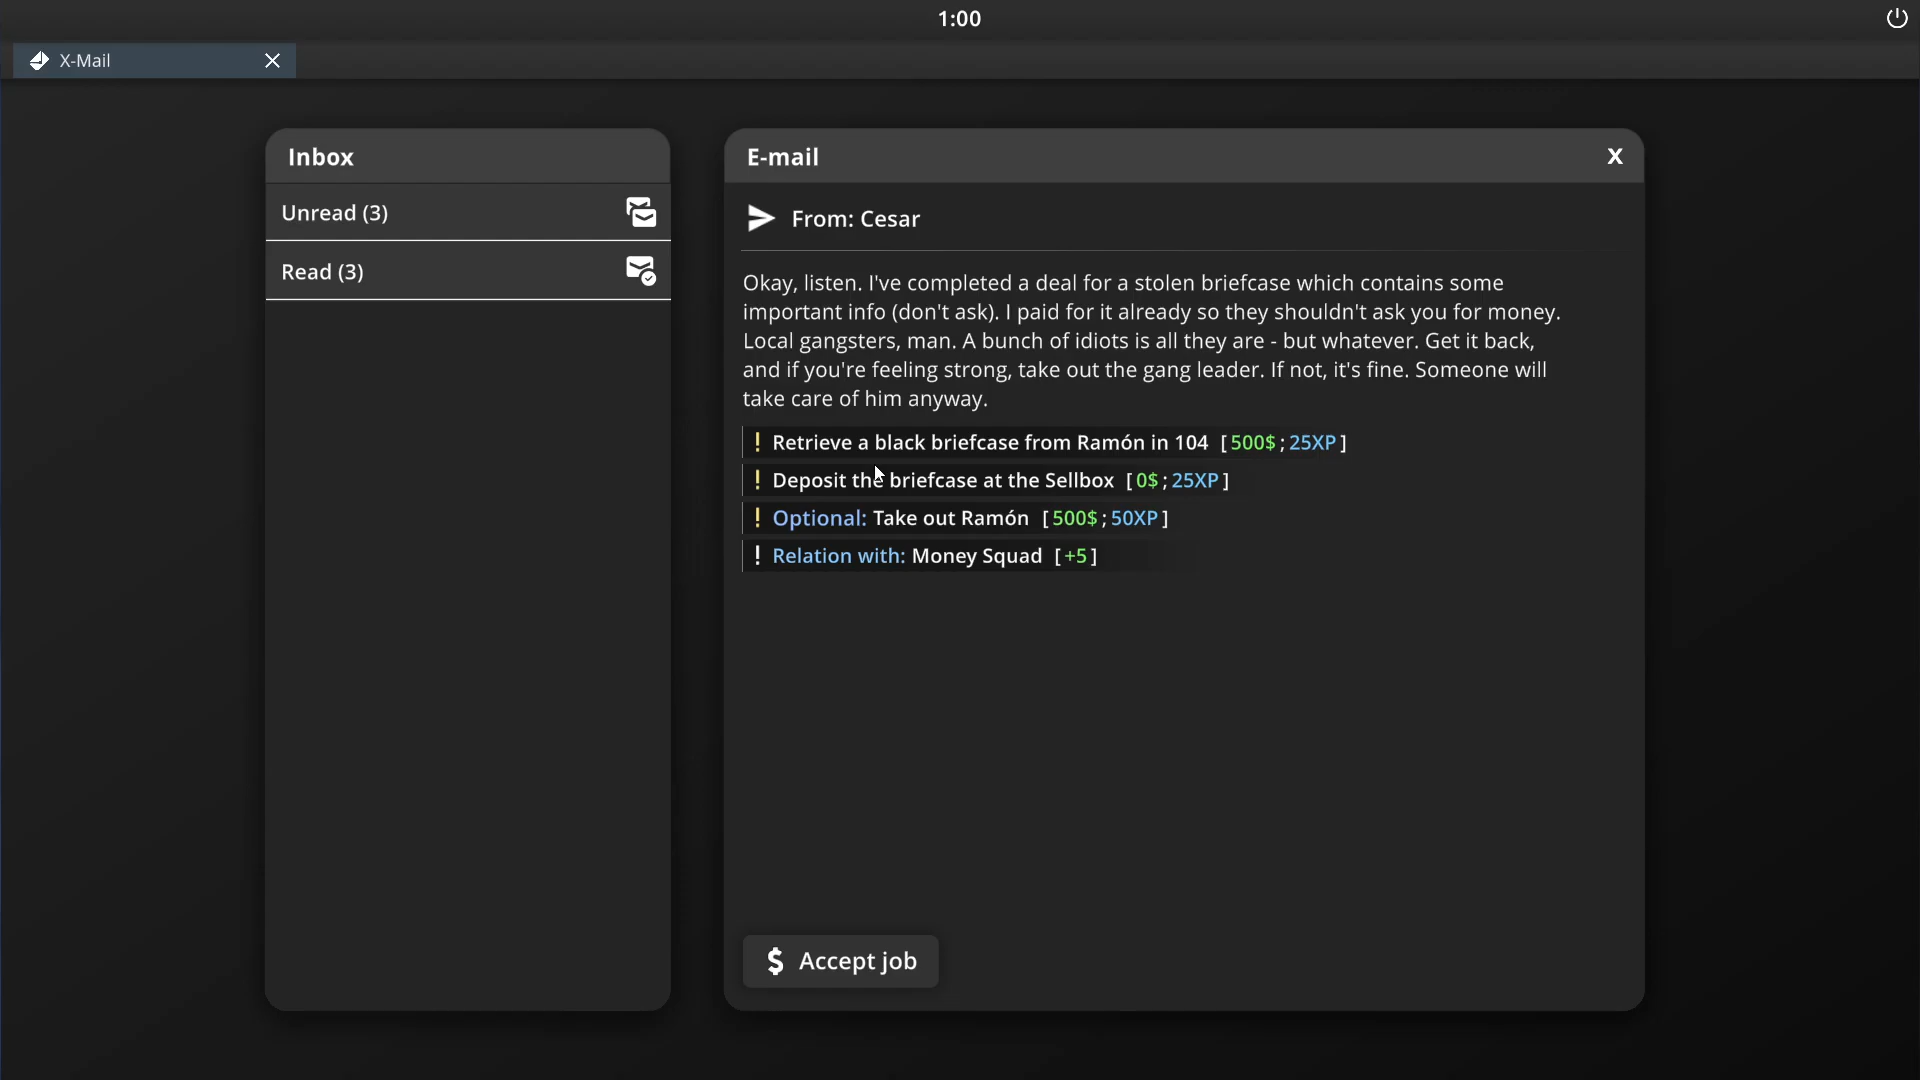 1:00
X-Mail
Inbox
Unread (3)
Read (3)
E-mail
X
From: Cesar
Okay, listen. I've completed a deal for a stolen briefcase which contains some
important info (don't ask). I paid for it already so they shouldn't ask you for money.
Local gangsters, man. A bunch of idiots is all they are - but whatever. Get it back,
and if you're feeling strong, take out the gang leader. If not, it's fine. Someone will
take care of him anyway.
! Retrieve a black briefcase from Ramón in 104 [500$;25XP]
! Deposit the briefcase at the Sellbox [0$;25XP]
! Optional: Take out Ramón [500$;50XP]
! Relation with: Money Squad [+5]
$ Accept job